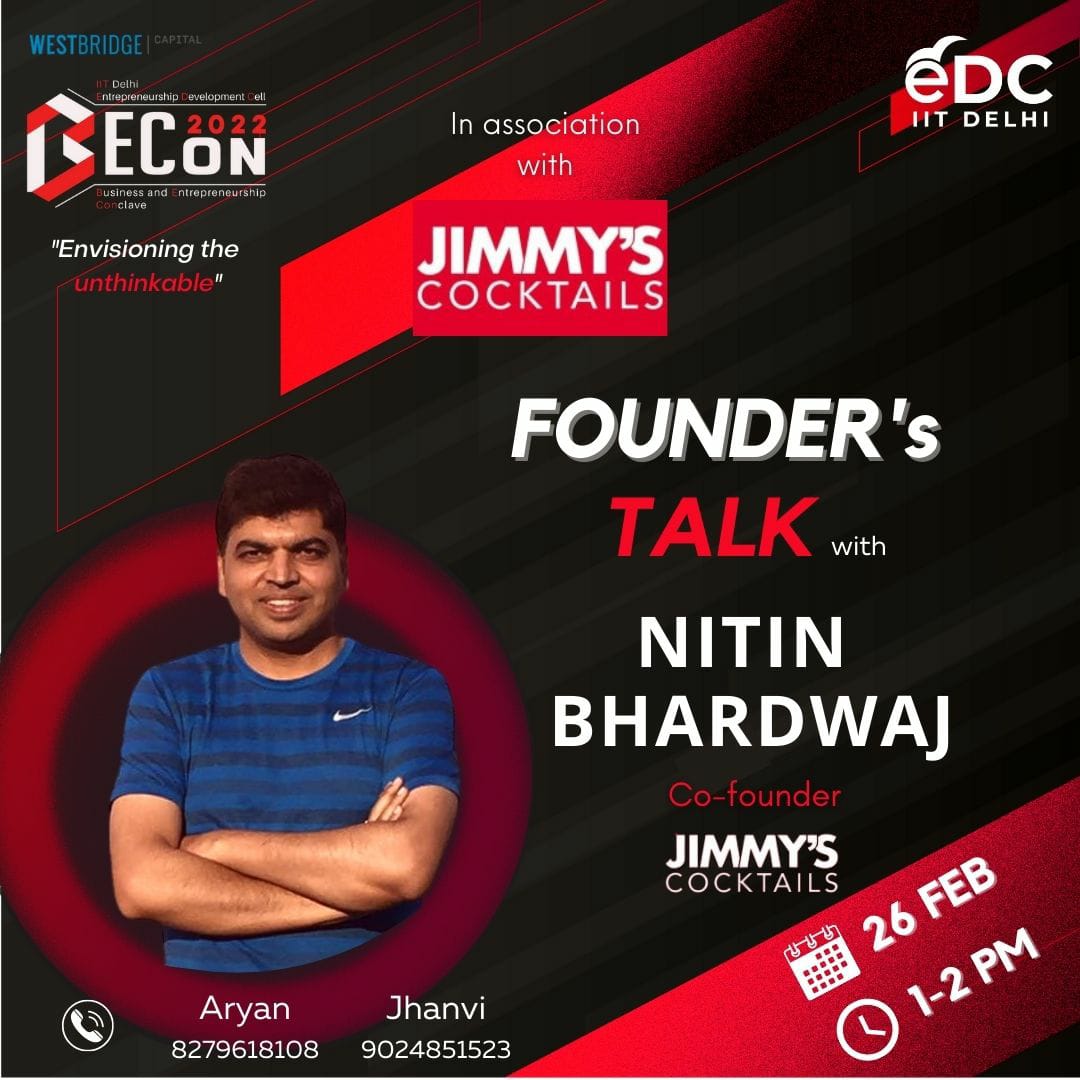 WESTBRIDGE | CAPITAL
IIT Delhi
Entrepreneurship Development Cell
BECon 2022
Business and Entrepreneurship
Conclave
"Envisioning the
unthinkable"
In association
with
JIMMY'S
COCKTAILS
eDC
IIT DELHI
FOUNDER's
TALK with
NITIN
BHARDWAJ
Co-founder
JIMMY'S
COCKTAILS
26 FEB
1-2 PM
Aryan
8279618108
Jhanvi
9024851523